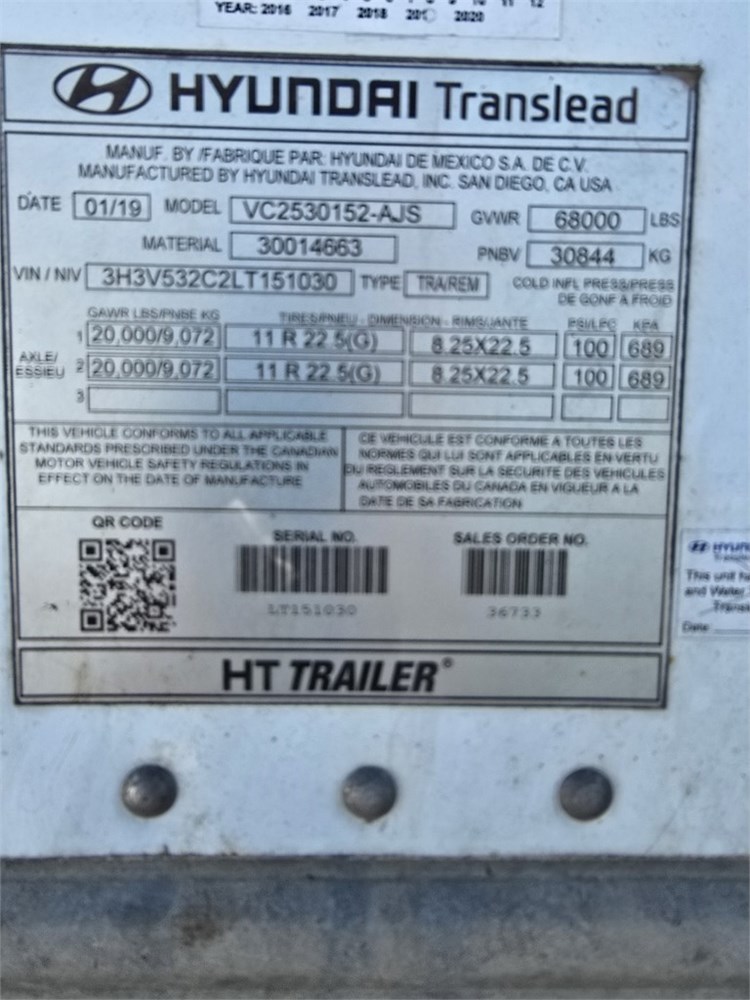 YEAR: 2016 2017 2018 2020
HYUNDAI Translead
MANUF. BY /FABRIQUE PAR: HYUNDAI DE MEXICO S.A. DE C.V.
MANUFACTURED BY HYUNDAI TRANSLEAD, INC. SAN DIEGO, CA USA
DATE 01/19 MODEL VC2530152-AJS GVWR 68000 LBS
MATERIAL 30014663 PNBV 30844 KG
VIN / NIV 3H3V532C2LT151030 TYPE TRA/REM COLD INFL PRESS/PRESS
DE GONF A FROID
GAWR LBS/PNBE KG TIRES/PNEU - DIMENSION - RIMS/JANTE PSI/LPC KPA
AXLE/
ESSIEU
1 20,000/9,072 11 R 22.5(G) 8.25X22.5 100 689
2 20,000/9,072 11 R 22.5(G) 8.25X22.5 100 689
3
THIS VEHICLE CONFORMS TO ALL APPLICABLE
STANDARDS PRESCRIBED UNDER THE CANADIAN
MOTOR VEHICLE SAFETY REGULATIONS IN
EFFECT ON THE DATE OF MANUFACTURE
CE VEHICULE EST CONFORME A TOUTES LES
NORMES QUI LUI SONT APPLICABLES EN VERTU
DU REGLEMENT SUR LA SECURITE DES VEHICULES
AUTOMOBILES DU CANADA EN VIGUEUR A LA
DATE DE SA FABRICATION
QR CODE
SERIAL NO.
LT151030
SALES ORDER NO.
36733
HT TRAILER®
HYUN
This unit h
and Water
Trans
Date: